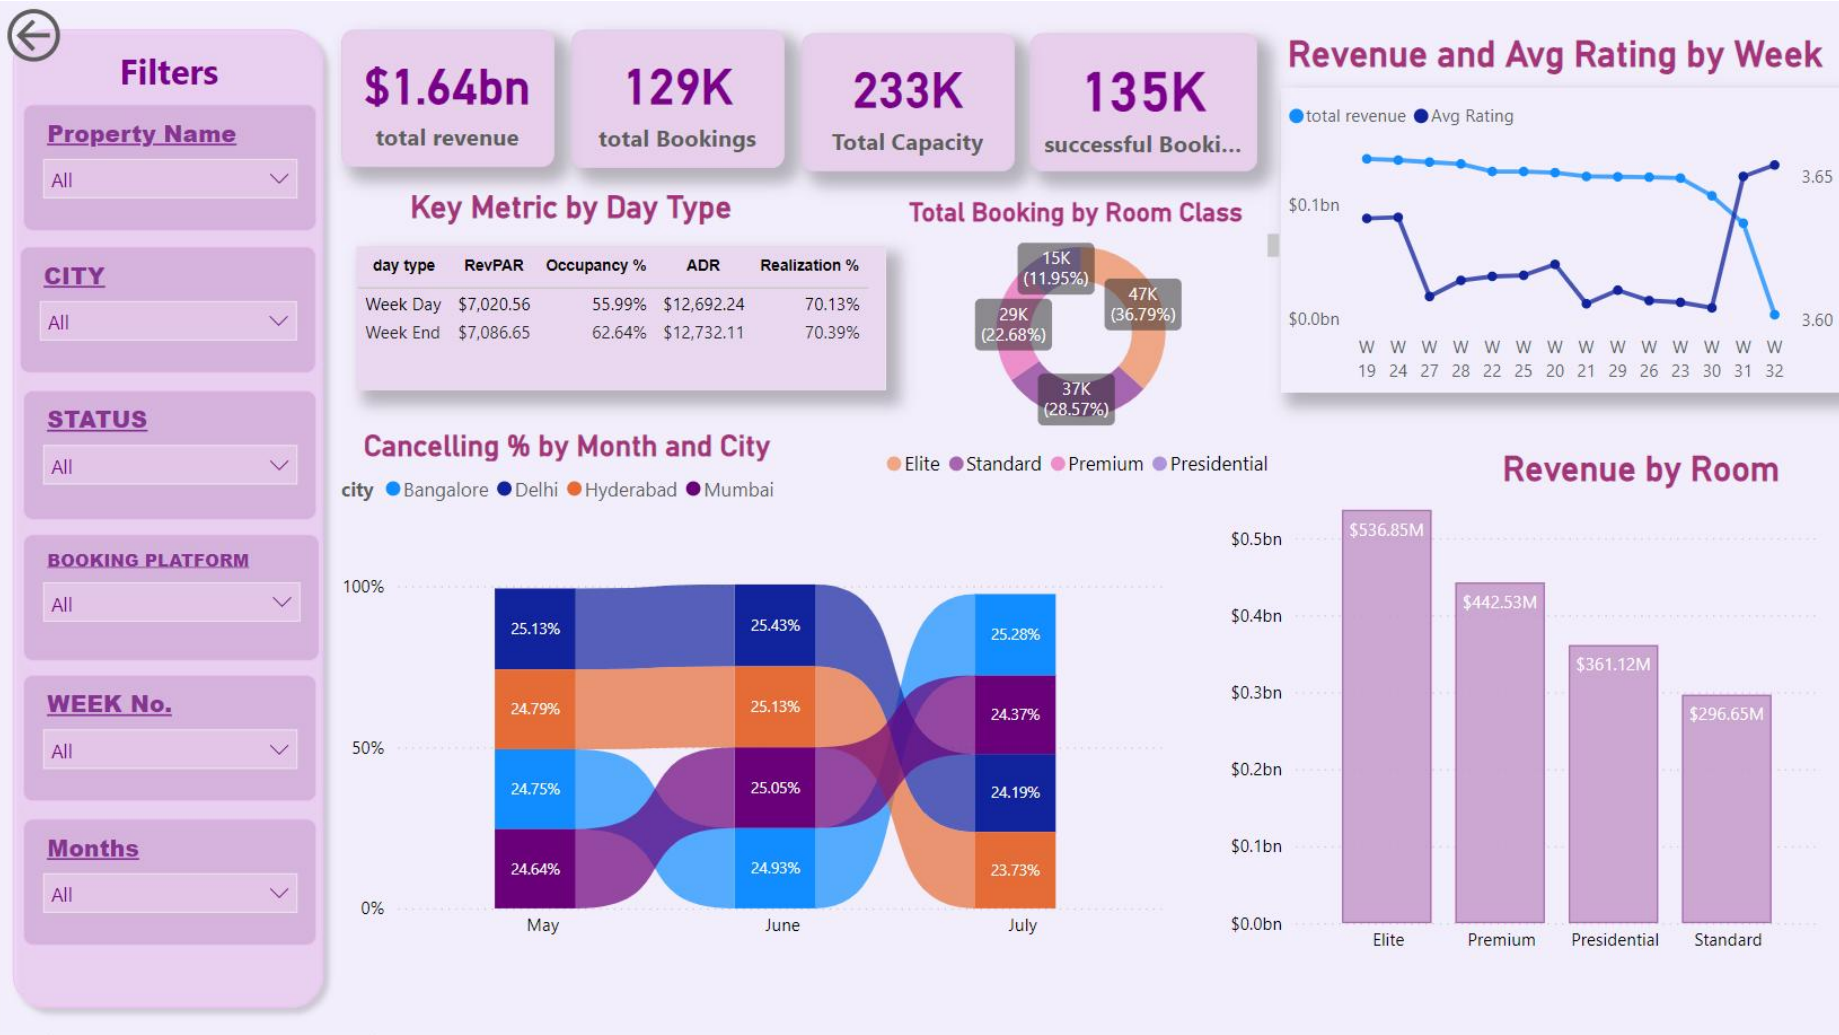 Filters
Property Name
All
CITY
All
STATUS
All
BOOKING PLATFORM
All
WEEK No.
All
Months
All
$1.64bn
total revenue
129K
total Bookings
233K
Total Capacity
135K
successful Booki...
Key Metric by Day Type
day type RevPAR Occupancy % ADR Realization %
Week Day $7,020.56 55.99% $12,692.24 70.13%
Week End $7,086.65 62.64% $12,732.11 70.39%
Total Booking by Room Class
15K
(11.95%)
47K
(36.79%)
29K
(22.68%)
37K
(28.57%)
Elite Standard Premium Presidential
Revenue and Avg Rating by Week
total revenue Avg Rating
3.65
$0.1bn
$0.0bn
3.60
W W W W W W W W W W W W W W
19 24 27 28 22 25 20 21 29 26 23 30 31 32
Cancelling % by Month and City
city Bangalore Delhi Hyderabad Mumbai
100%
50%
0%
25.13%
24.79%
24.75%
24.64%
25.43%
25.13%
25.05%
24.93%
25.28%
24.37%
24.19%
23.73%
May June July
Revenue by Room
$0.5bn
$0.4bn
$0.3bn
$0.2bn
$0.1bn
$0.0bn
$536.85M
$442.53M
$361.12M
$296.65M
Elite Premium Presidential Standard